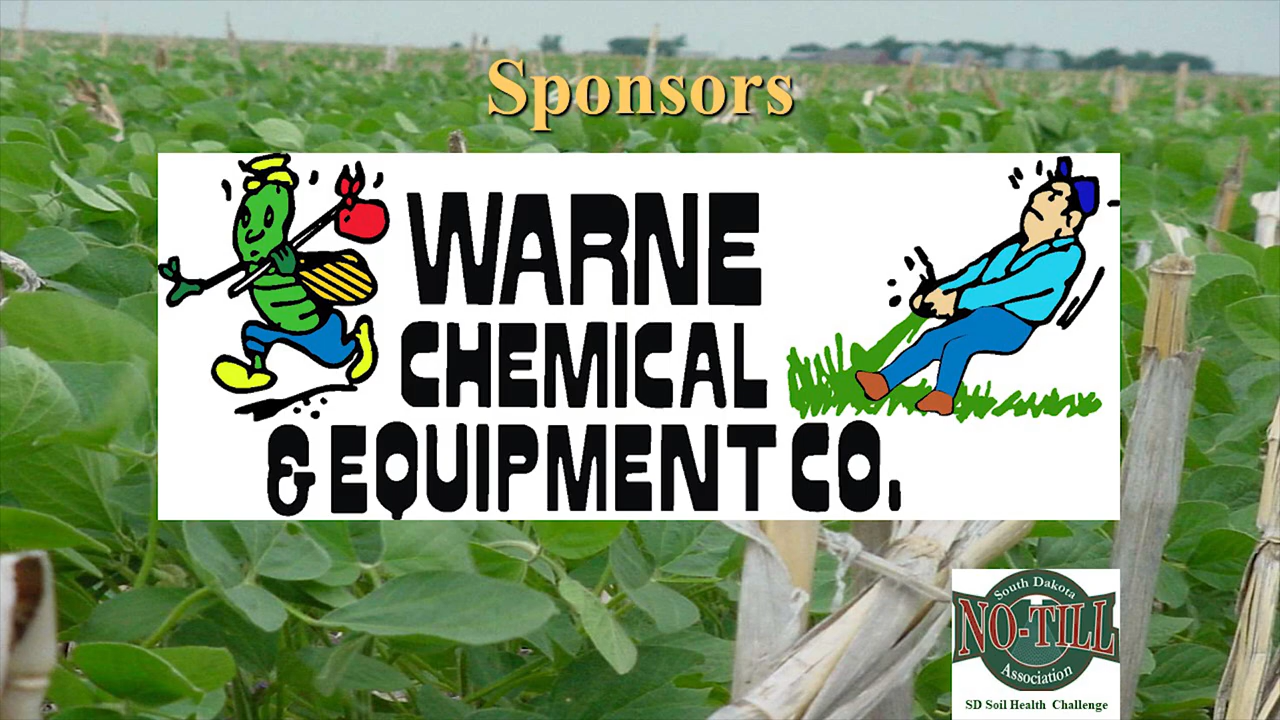 Sponsors
WARNE
CHEMICAL
& EQUIPMENT CO.
South Dakota
NO-TILL
Association
SD Soil Health Challenge